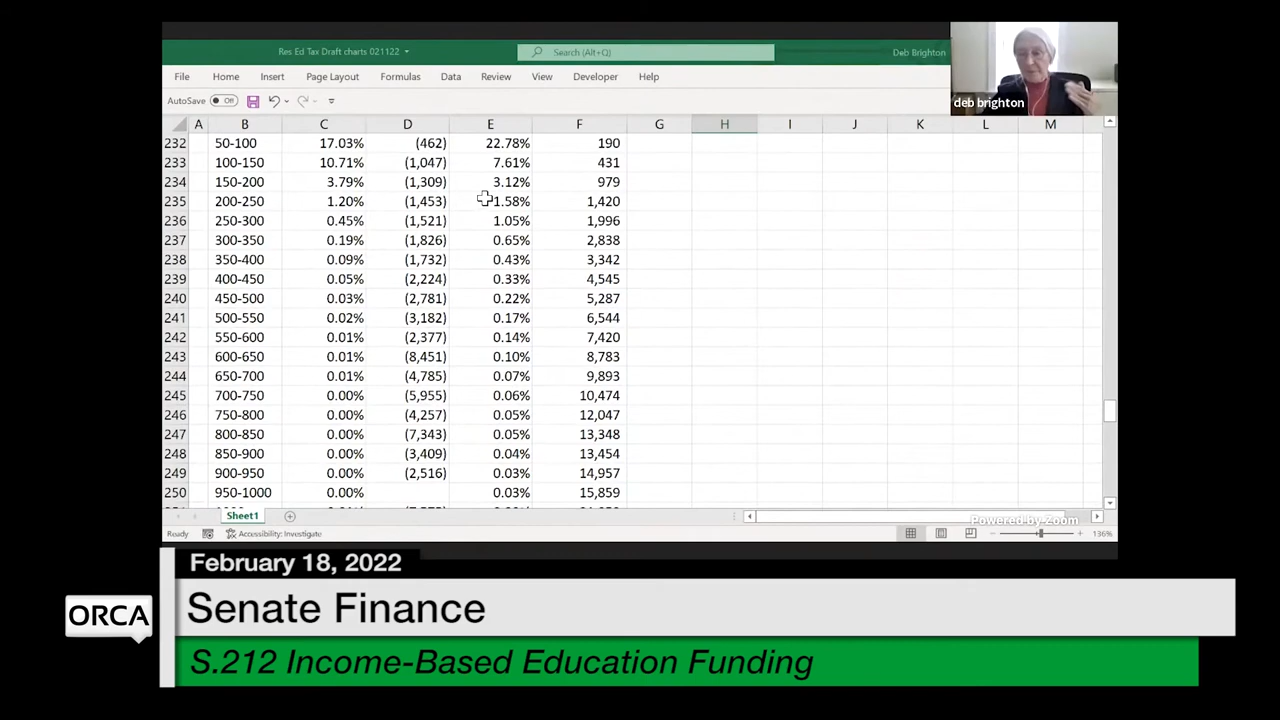 Res Ed Tax Draft charts 021122
Search (Alt+Q)
Deb Brighton
File Home Insert Page Layout Formulas Data Review View Developer Help
AutoSave Off
deb brighton
A B C D E F G H I J K L M
232 50-100 17.03% (462) 22.78% 190
233 100-150 10.71% (1,047) 7.61% 431
234 150-200 3.79% (1,309) 3.12% 979
235 200-250 1.20% (1,453) 1.58% 1,420
236 250-300 0.45% (1,521) 1.05% 1,996
237 300-350 0.19% (1,826) 0.65% 2,838
238 350-400 0.09% (1,732) 0.43% 3,342
239 400-450 0.05% (2,224) 0.33% 4,545
240 450-500 0.03% (2,781) 0.22% 5,287
241 500-550 0.02% (3,182) 0.17% 6,544
242 550-600 0.01% (2,377) 0.14% 7,420
243 600-650 0.01% (8,451) 0.10% 8,783
244 650-700 0.01% (4,785) 0.07% 9,893
245 700-750 0.00% (5,955) 0.06% 10,474
246 750-800 0.00% (4,257) 0.05% 12,047
247 800-850 0.00% (7,343) 0.05% 13,348
248 850-900 0.00% (3,409) 0.04% 13,454
249 900-950 0.00% (2,516) 0.03% 14,957
250 950-1000 0.00% 0.03% 15,859
Sheet1
Powered by Zoom
Ready Accessibility: Investigate 136%
February 18, 2022
ORCA
Senate Finance
S.212 Income-Based Education Funding